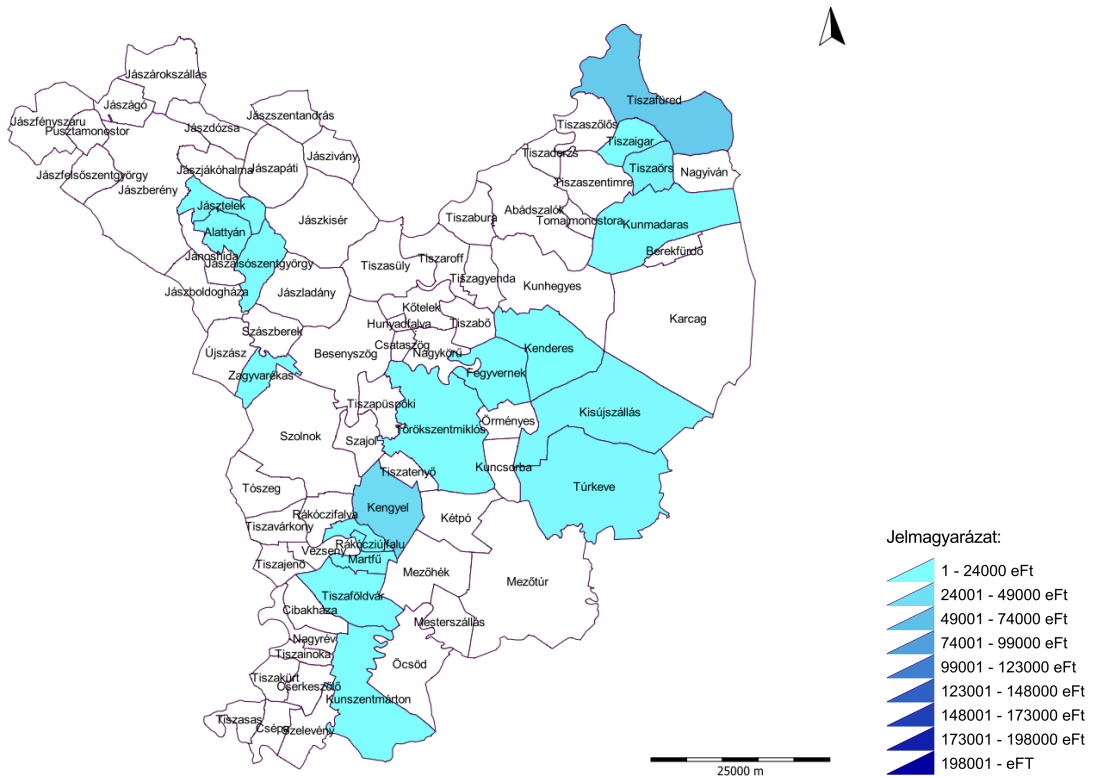 Jászárokszállás
Jászágó
Jászfényszaru
Pusztamonostor
Jászdózsa
Jászszentandrás
Jászivány
Jászapáti
Jászjákóhalma
Jászfelsőszentgyörgy
Jászberény
Jásztelek
Alattyán
Jánoshida
Jászalsószentgyörgy
Jászboldogháza
Jászkisér
Jászladány
Tiszafüred
Tiszaszőlős
Tiszaigar
Tiszaderzs
Tiszaörs
Nagyiván
Tiszaszentimre
Tomajmonostora
Abádszalók
Tiszabura
Kunmadaras
Berekfürdő
Tiszasüly
Tiszaroff
Tiszagyenda
Kunhegyes
Karcag
Kőtelek
Hunyadfalva
Tiszabő
Csataszög
Nagykörű
Szászberek
Újszász
Besenyszög
Zagyvarékas
Kenderes
Fegyvernek
Tiszapüspöki
Szolnok
Szajol
Törökszentmiklós
Örményes
Kisújszállás
Kuncsorba
Túrkeve
Tiszatenyő
Tószeg
Kengyel
Rákóczifalva
Kétpó
Tiszavárkony
Rákócziújfalu
Vezseny
Martfű
Tiszajenő
Mezőhék
Mezőtúr
Tiszaföldvár
Cibakháza
Mesterszállás
Nagyrév
Tiszainoka
Öcsöd
Tiszakürt
Cserkeszőlő
Kunszentmárton
Tiszasas
Csépa
Szelevény
25000 m
Jelmagyarázat:
1 - 24000 eFt
24001 - 49000 eFt
49001 - 74000 eFt
74001 - 99000 eFt
99001 - 123000 eFt
123001 - 148000 eFt
148001 - 173000 eFt
173001 - 198000 eFt
198001 - eFT